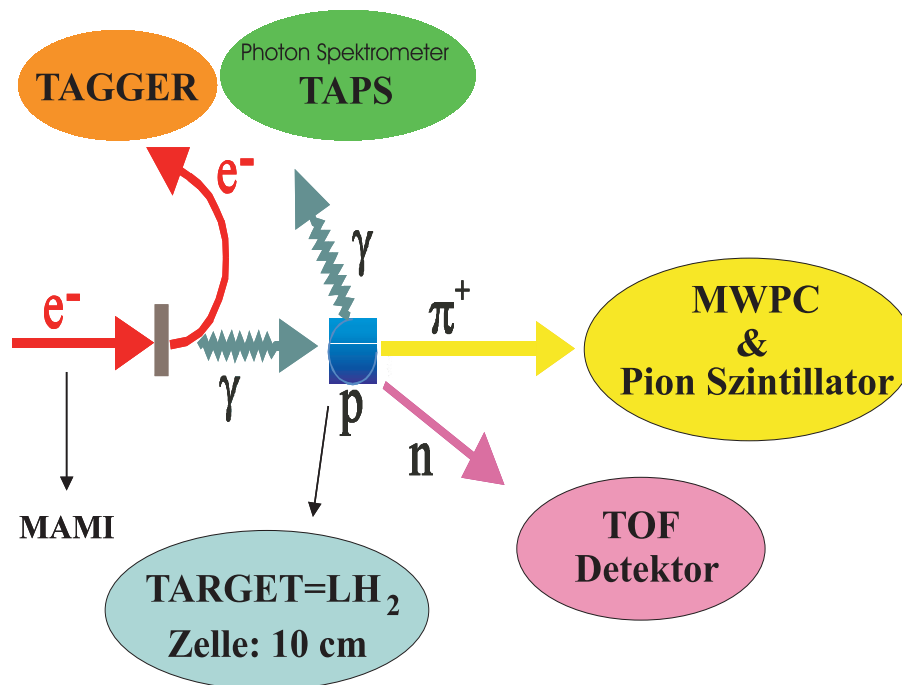 Photon Spektrometer
TAGGER
TAPS
e-
γ
e-
π+
MWPC
&
Pion Szintillator
γ
p
n
MAMI
TOF
Detektor
TARGET=LH2
Zelle: 10 cm